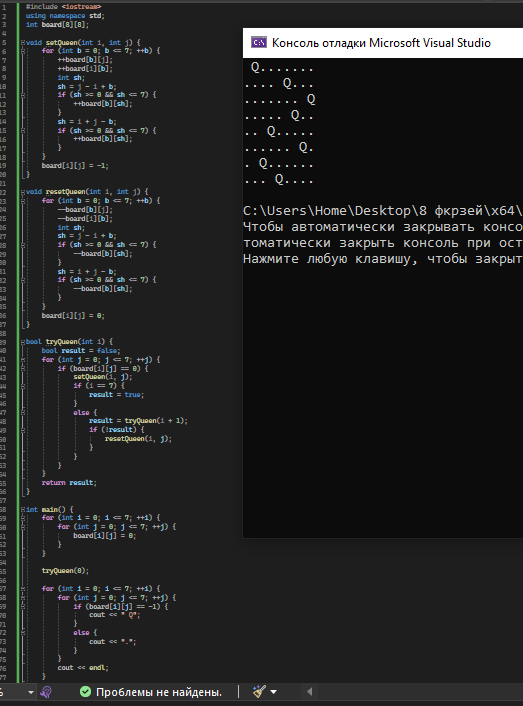 #include <iostream>
using namespace std;
int board[8][8];
void setQueen(int i, int j) {
for (int b = 0; b <= 7; ++b) {
++board[b][j];
++board[i][b];
int sh;
sh = j - i + b;
if (sh >= 0 && sh <= 7) {
++board[b][sh];
}
sh = i + j - b;
if (sh >= 0 && sh <= 7) {
++board[b][sh];
}
}
board[i][j] = -1;
}
void resetQueen(int i, int j) {
for (int b = 0; b <= 7; ++b) {
--board[b][j];
--board[i][b];
int sh;
sh = j - i + b;
if (sh >= 0 && sh <= 7) {
--board[b][sh];
}
sh = i + j - b;
if (sh >= 0 && sh <= 7) {
--board[b][sh];
}
}
board[i][j] = 0;
}
bool tryQueen(int i) {
bool result = false;
for (int j = 0; j <= 7; ++j) {
if (board[i][j] == 0) {
setQueen(i, j);
if (i == 7) {
result = true;
}
else {
result = tryQueen(i + 1);
if (!result) {
resetQueen(i, j);
}
}
}
}
return result;
}
int main() {
for (int i = 0; i <= 7; ++i) {
for (int j = 0; j <= 7; ++j) {
board[i][j] = 0;
}
}
tryQueen(0);
for (int i = 0; i <= 7; ++i) {
for (int j = 0; j <= 7; ++j) {
if (board[i][j] == -1) {
cout << " Q";
}
else {
cout << ".";
}
}
cout << endl;
}
Проблемы не найдены.
Консоль отладки Microsoft Visual Studio
Q.......
.... Q...
....... Q
..... Q..
.. Q.....
...... Q.
. Q......
... Q....
C:\Users\Home\Desktop\8 фкрзей\x64\
Чтобы автоматически закрывать консо
томатически закрыть консоль при ост
Нажмите любую клавишу, чтобы закрыт